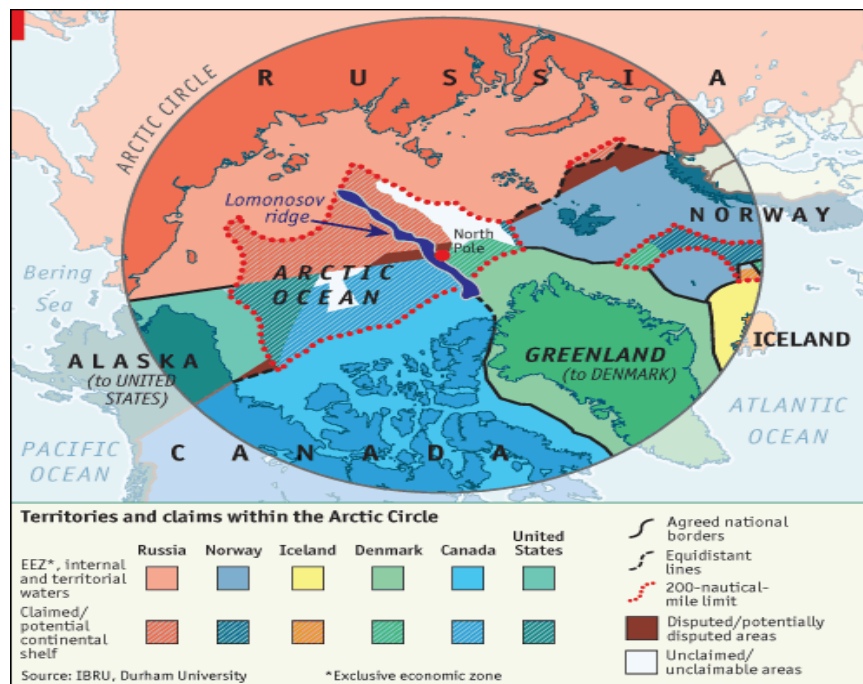 R U S S I A
ARCTIC CIRCLE
Lomonosov
ridge
North
Pole
NORWAY
Bering
Sea
ARCTIC
OCEAN
ICELAND
ALASKA
(to UNITED
STATES)
GREENLAND
(to DENMARK)
ATLANTIC
OCEAN
PACIFIC
OCEAN
C A N A D A
Territories and claims within the Arctic Circle
Russia Norway Iceland Denmark Canada United
States
EEZ*, internal
and territorial
waters
Claimed/
potential
continental
shelf
Agreed national
borders
Equidistant
lines
200-nautical-
mile limit
Disputed/potentially
disputed areas
Unclaimed/
unclaimable areas
Source: IBRU, Durham University *Exclusive economic zone